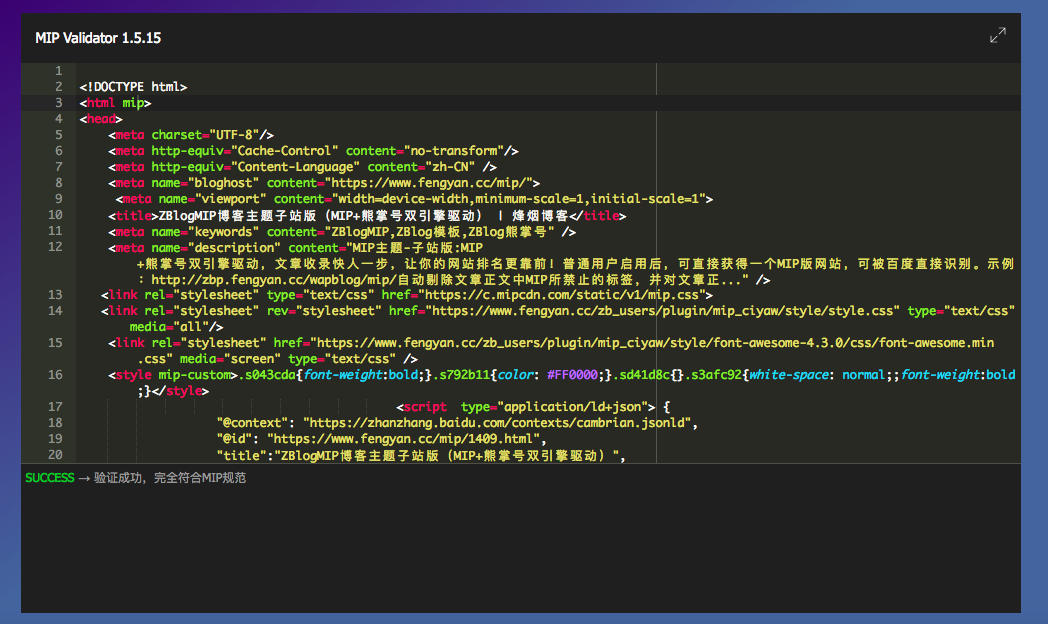 MIP Validator 1.5.15
1
2 <!DOCTYPE html>
3 <html mip>
4 <head>
5 <meta charset="UTF-8"/>
6 <meta http-equiv="Cache-Control" content="no-transform"/>
7 <meta http-equiv="Content-Language" content="zh-CN" />
8 <meta name="bloghost" content="https://www.fengyan.cc/mip/">
9 <meta name="viewport" content="width=device-width,minimum-scale=1,initial-scale=1">
10 <title>ZBlogMIP博客主题子站版（MIP+熊掌号双引擎驱动） | 烽烟博客</title>
11 <meta name="keywords" content="ZBlogMIP,ZBlog模板,ZBlog熊掌号" />
12 <meta name="description" content="MIP主题-子站版:MIP
+熊掌号双引擎驱动，文章收录快人一步，让你的网站排名更靠前！普通用户启用后，可直接获得一个MIP版网站，可被百度直接识别。示例
：http://zbp.fengyan.cc/wapblog/mip/自动剔除文章正文中MIP所禁止的标签，并对文章正..." />
13 <link rel="stylesheet" type="text/css" href="https://c.mipcdn.com/static/v1/mip.css">
14 <link rel="stylesheet" rev="stylesheet" href="https://www.fengyan.cc/zb_users/plugin/mip_ciyaw/style/style.css" type="text/css"
media="all"/>
15 <link rel="stylesheet" href="https://www.fengyan.cc/zb_users/plugin/mip_ciyaw/style/font-awesome-4.3.0/css/font-awesome.min
.css" media="screen" type="text/css" />
16 <style mip-custom>.s043cda{font-weight:bold;}.s792b11{color: #FF0000;}.sd41d8c{}.s3afc92{white-space: normal;;font-weight:bold
;}</style>
17 <script type="application/ld+json"> {
18 "@context": "https://zhanzhang.baidu.com/contexts/cambrian.jsonld",
19 "@id": "https://www.fengyan.cc/mip/1409.html",
20 "title":"ZBlogMIP博客主题子站版（MIP+熊掌号双引擎驱动）",
SUCCESS → 验证成功，完全符合MIP规范